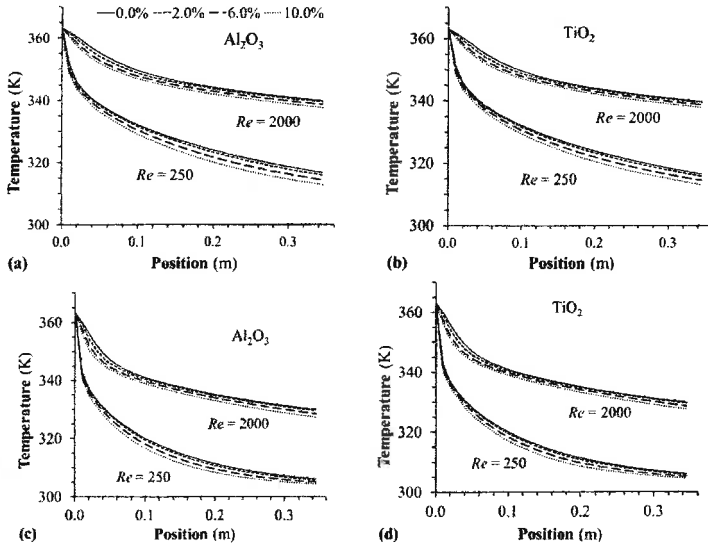 0.0% 2.0% 6.0% 10.0%
Al2O3
Temperature (K)
360
340
320
300
Re = 2000
Re = 250
0.0 0.1 0.2 0.3
(a) Position (m)
TiO2
Temperature (K)
360
340
320
300
Re = 2000
Re = 250
0.0 0.1 0.2 0.3
(b) Position (m)
Al2O3
Temperature (K)
360
340
320
300
Re = 2000
Re = 250
0.0 0.1 0.2 0.3
(c) Position (m)
TiO2
Temperature (K)
360
340
320
300
Re = 2000
Re = 250
0.0 0.1 0.2 0.3
(d) Position (m)